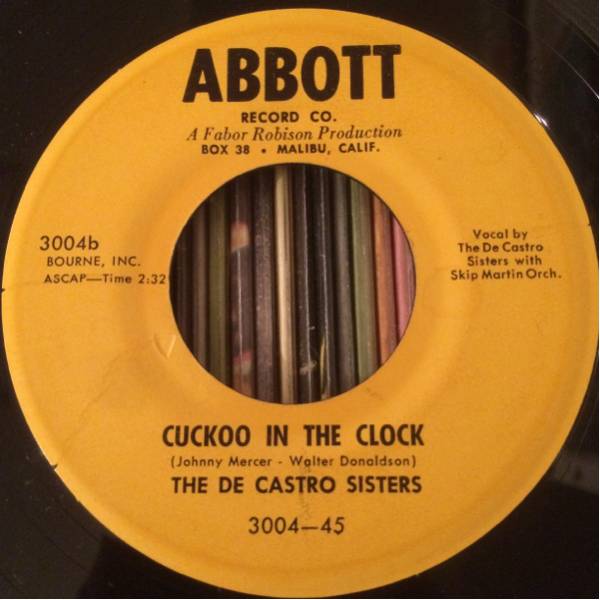 ABBOTT
RECORD CO.
A Fabor Robison Production
BOX 38 • MALIBU, CALIF.
3004b
BOURNE, INC.
ASCAP—Time 2:32
Vocal by
The De Castro
Sisters with
Skip Martin Orch.
CUCKOO IN THE CLOCK
(Johnny Mercer - Walter Donaldson)
THE DE CASTRO SISTERS
3004—45